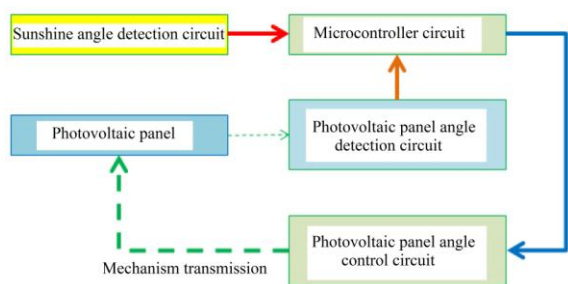 Sunshine angle detection circuit
Microcontroller circuit
Photovoltaic panel
Photovoltaic panel angle
detection circuit
Photovoltaic panel angle
control circuit
Mechanism transmission